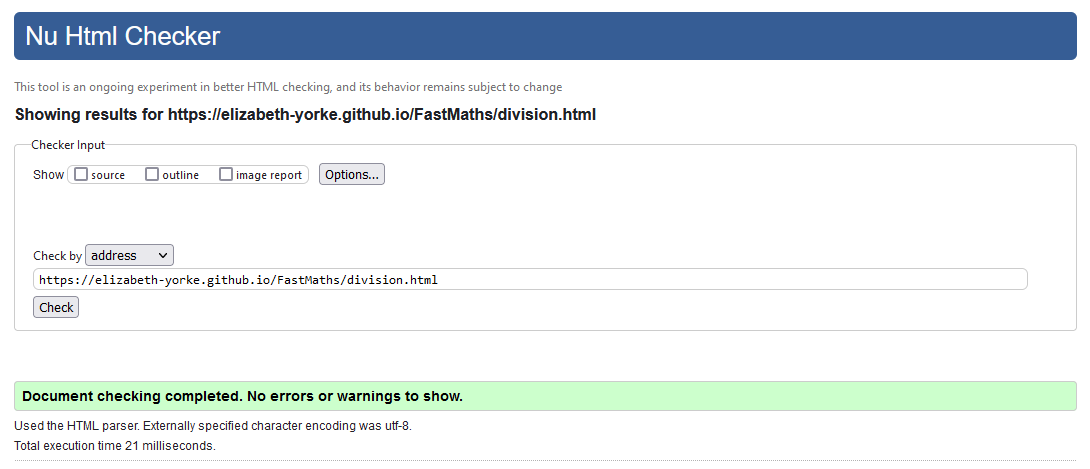 Nu Html Checker
This tool is an ongoing experiment in better HTML checking, and its behavior remains subject to change
Showing results for https://elizabeth-yorke.github.io/FastMaths/division.html
Checker Input
Show source outline image report Options...
Check by address
https://elizabeth-yorke.github.io/FastMaths/division.html
Check
Document checking completed. No errors or warnings to show.
Used the HTML parser. Externally specified character encoding was utf-8.
Total execution time 21 milliseconds.